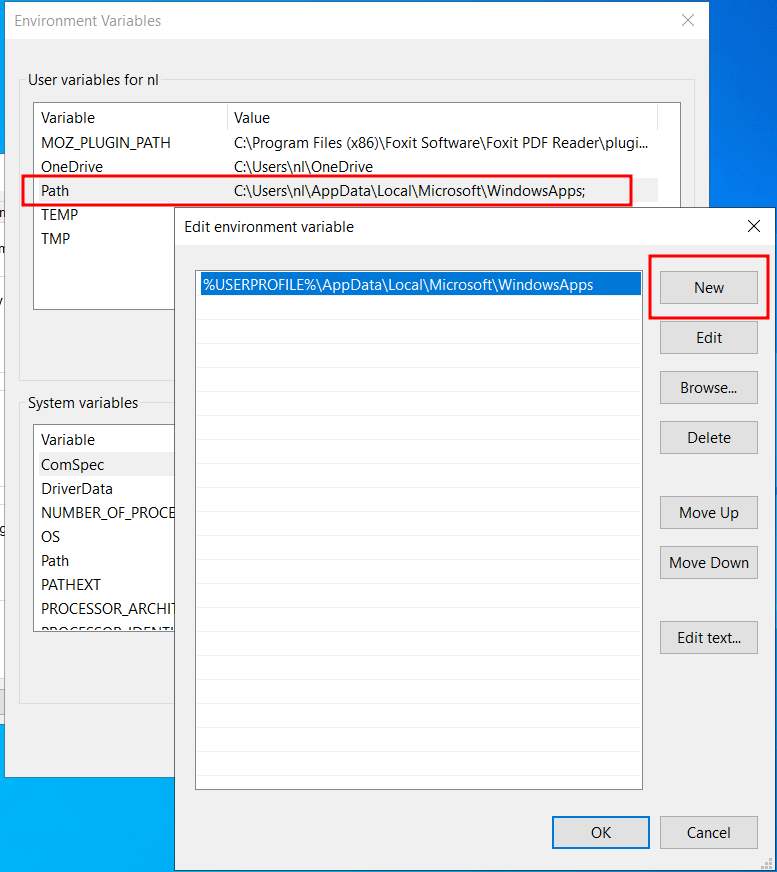 Environment Variables
User variables for nl
Variable Value
MOZ_PLUGIN_PATH C:\Program Files (x86)\Foxit Software\Foxit PDF Reader\plugi...
OneDrive C:\Users\nl\OneDrive
Path C:\Users\nl\AppData\Local\Microsoft\WindowsApps;
TEMP
TMP
System variables
Variable
ComSpec
DriverData
NUMBER_OF_PROCE
OS
Path
PATHEXT
PROCESSOR_ARCHIT
Edit environment variable
%USERPROFILE%\AppData\Local\Microsoft\WindowsApps
New
Edit
Browse...
Delete
Move Up
Move Down
Edit text...
OK Cancel